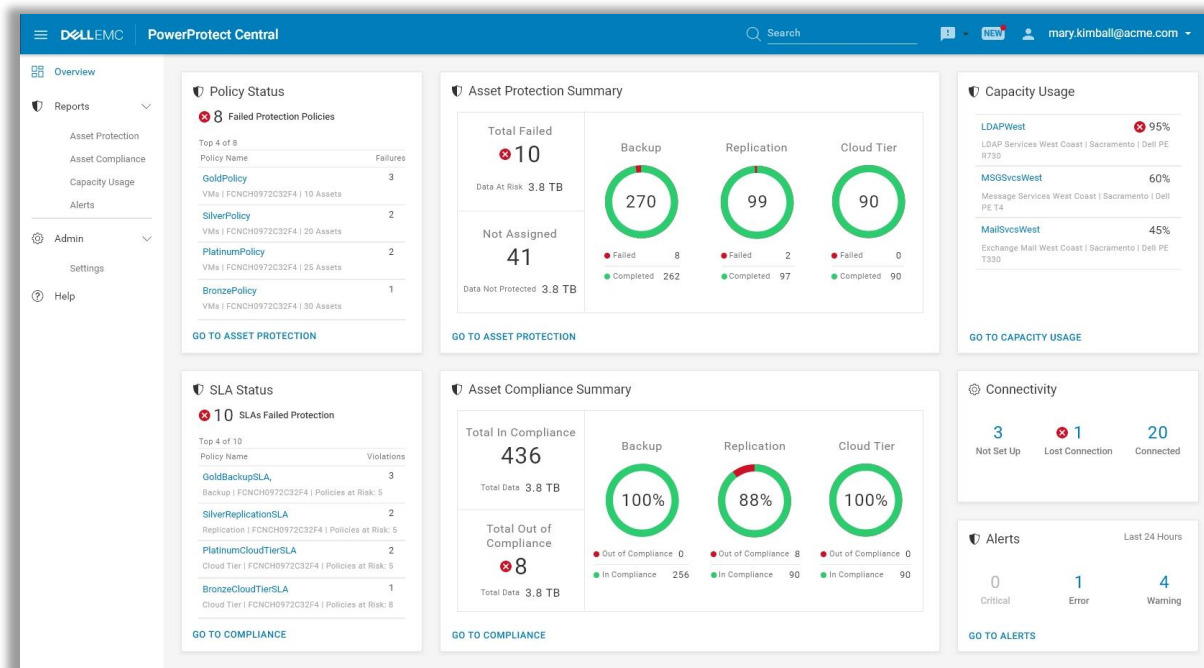 DELLEMC PowerProtect Central
Search
NEW
mary.kimball@acme.com
Overview
Reports
Asset Protection
Asset Compliance
Capacity Usage
Alerts
Admin
Settings
Help
Policy Status
8 Failed Protection Policies
Top 4 of 8
Policy Name Failures
GoldPolicy 3
VMs | FCNCH0972C32F4 | 10 Assets
SilverPolicy 2
VMs | FCNCH0972C32F4 | 20 Assets
PlatinumPolicy 2
VMs | FCNCH0972C32F4 | 25 Assets
BronzePolicy 1
VMs | FCNCH0972C32F4 | 30 Assets
GO TO ASSET PROTECTION
Asset Protection Summary
Total Failed
10
Data At Risk 3.8 TB
Not Assigned
41
Data Not Protected 3.8 TB
Backup
270
Failed 8
Completed 262
Replication
99
Failed 2
Completed 97
Cloud Tier
90
Failed 0
Completed 90
GO TO ASSET PROTECTION
Capacity Usage
LDAPWest 95%
LDAP Services West Coast | Sacramento | Dell PE
R730
MSGSvcsWest 60%
Message Services West Coast | Sacramento | Dell
PE T4
MailSvcsWest 45%
Exchange Mail West Coast | Sacramento | Dell PE
T330
GO TO CAPACITY USAGE
SLA Status
10 SLAs Failed Protection
Top 4 of 10
Policy Name Violations
GoldBackupSLA, 3
Backup | FCNCH0972C32F4 | Policies at Risk: 5
SilverReplicationSLA 2
Replication | FCNCH0972C32F4 | Policies at Risk: 5
PlatinumCloudTierSLA 2
Cloud Tier | FCNCH0972C32F4 | Policies at Risk: 5
BronzeCloudTierSLA 1
Cloud Tier | FCNCH0972C32F4 | Policies at Risk: 8
GO TO COMPLIANCE
Asset Compliance Summary
Total In Compliance
436
Total Data 3.8 TB
Total Out of
Compliance
8
Total Data 3.8 TB
Backup
100%
Out of Compliance 0
In Compliance 256
Replication
88%
Out of Compliance 8
In Compliance 90
Cloud Tier
100%
Out of Compliance 0
In Compliance 90
GO TO COMPLIANCE
Connectivity
3
Not Set Up
1
Lost Connection
20
Connected
Alerts
Last 24 Hours
0
Critical
1
Error
4
Warning
GO TO ALERTS